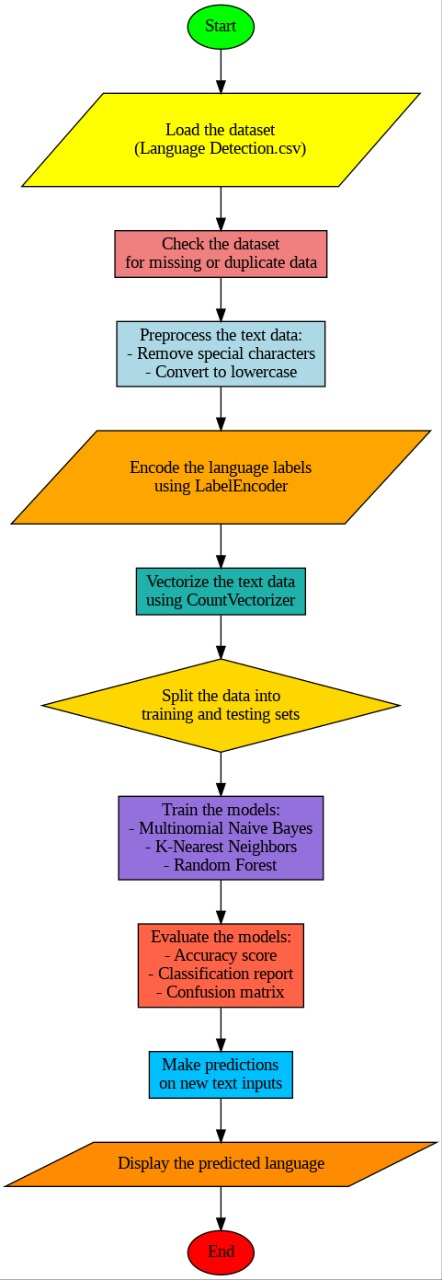 Start
Load the dataset
(Language Detection.csv)
Check the dataset
for missing or duplicate data
Preprocess the text data:
- Remove special characters
- Convert to lowercase
Encode the language labels
using LabelEncoder
Vectorize the text data
using CountVectorizer
Split the data into
training and testing sets
Train the models:
- Multinomial Naive Bayes
- K-Nearest Neighbors
- Random Forest
Evaluate the models:
- Accuracy score
- Classification report
- Confusion matrix
Make predictions
on new text inputs
Display the predicted language
End